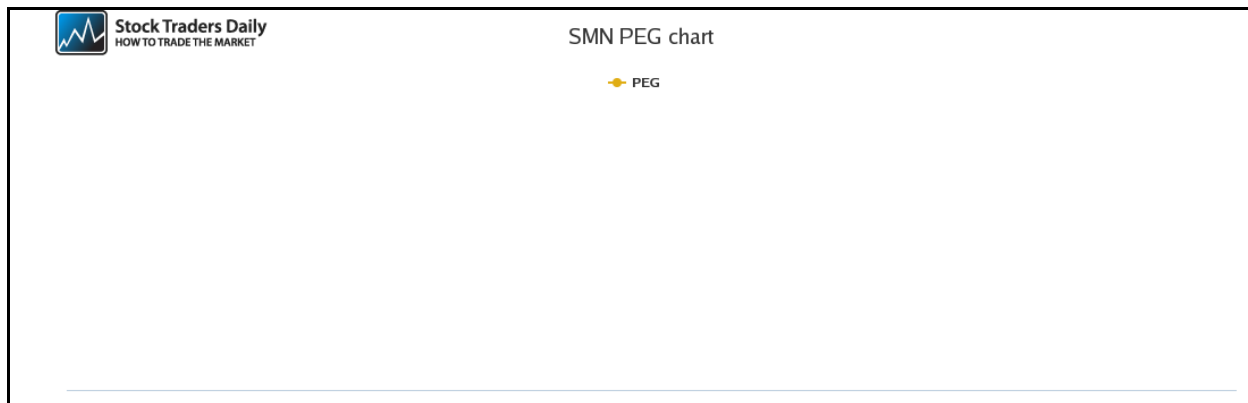 Stock Traders Daily
HOW TO TRADE THE MARKET
SMN PEG chart
PEG